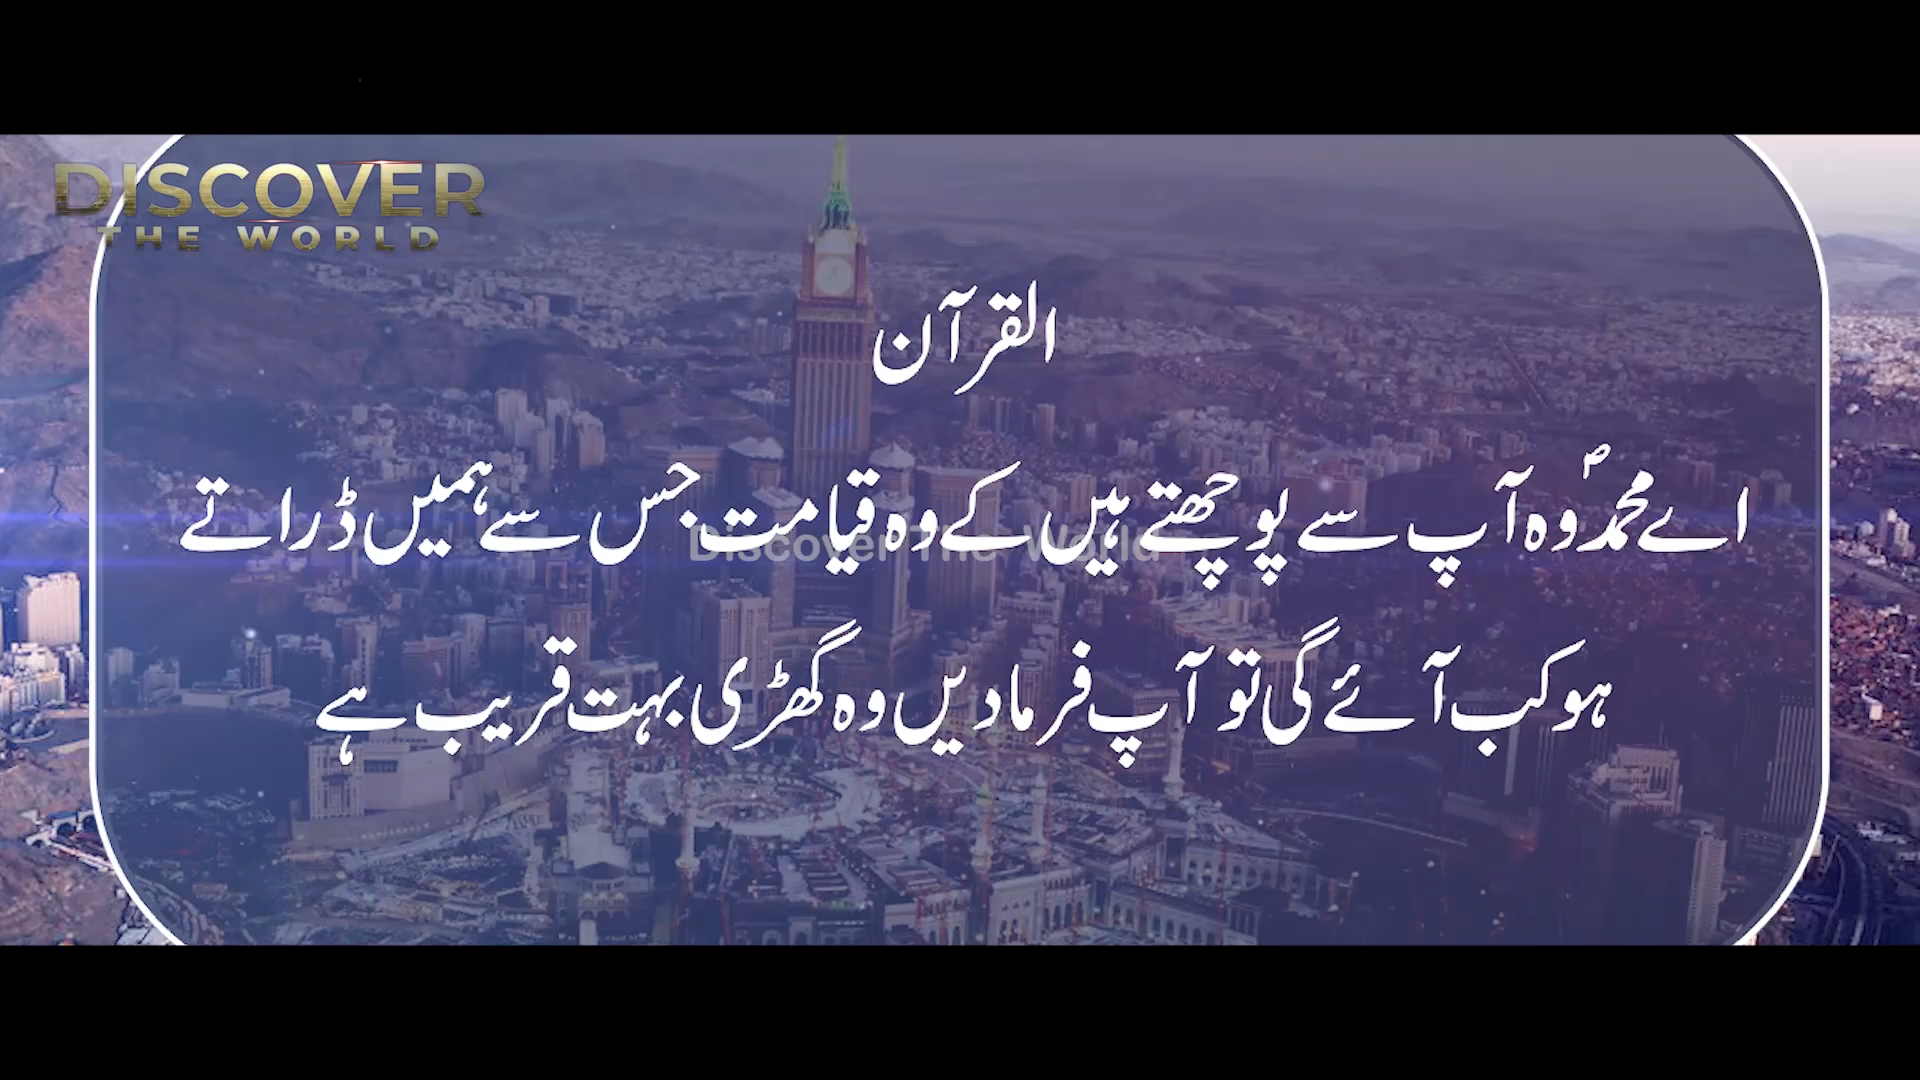 DISCOVER
THE WORLD
القرآن
اے محمدؐ وہ آپ سے پوچھتے ہیں کے وہ قیامت جس سے ہمیں ڈراتے
Discover The World
ہو کب آئے گی تو آپ فرما دیں وہ گھڑی بہت قریب ہے